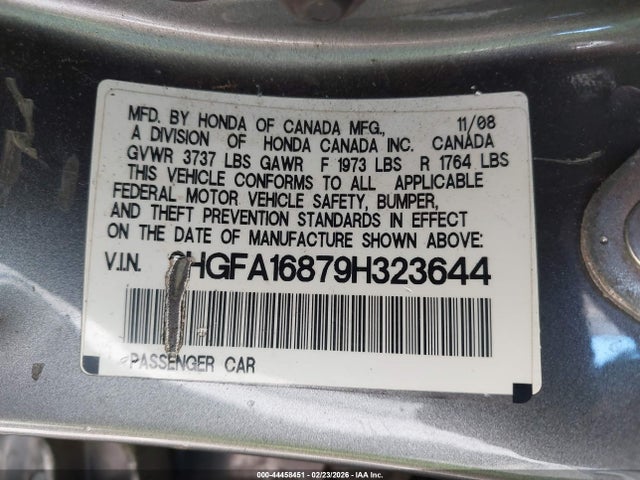 MFD. BY HONDA OF CANADA MFG., 11/08
A DIVISION OF HONDA CANADA INC. CANADA
GVWR 3737 LBS GAWR F 1973 LBS R 1764 LBS
THIS VEHICLE CONFORMS TO ALL APPLICABLE
FEDERAL MOTOR VEHICLE SAFETY, BUMPER,
AND THEFT PREVENTION STANDARDS IN EFFECT
ON THE DATE OF MANUFACTURE SHOWN ABOVE:
V.I.N. HGFA16879H323644
PASSENGER CAR
000-44458451 - 02/23/2026 - IAA Inc.